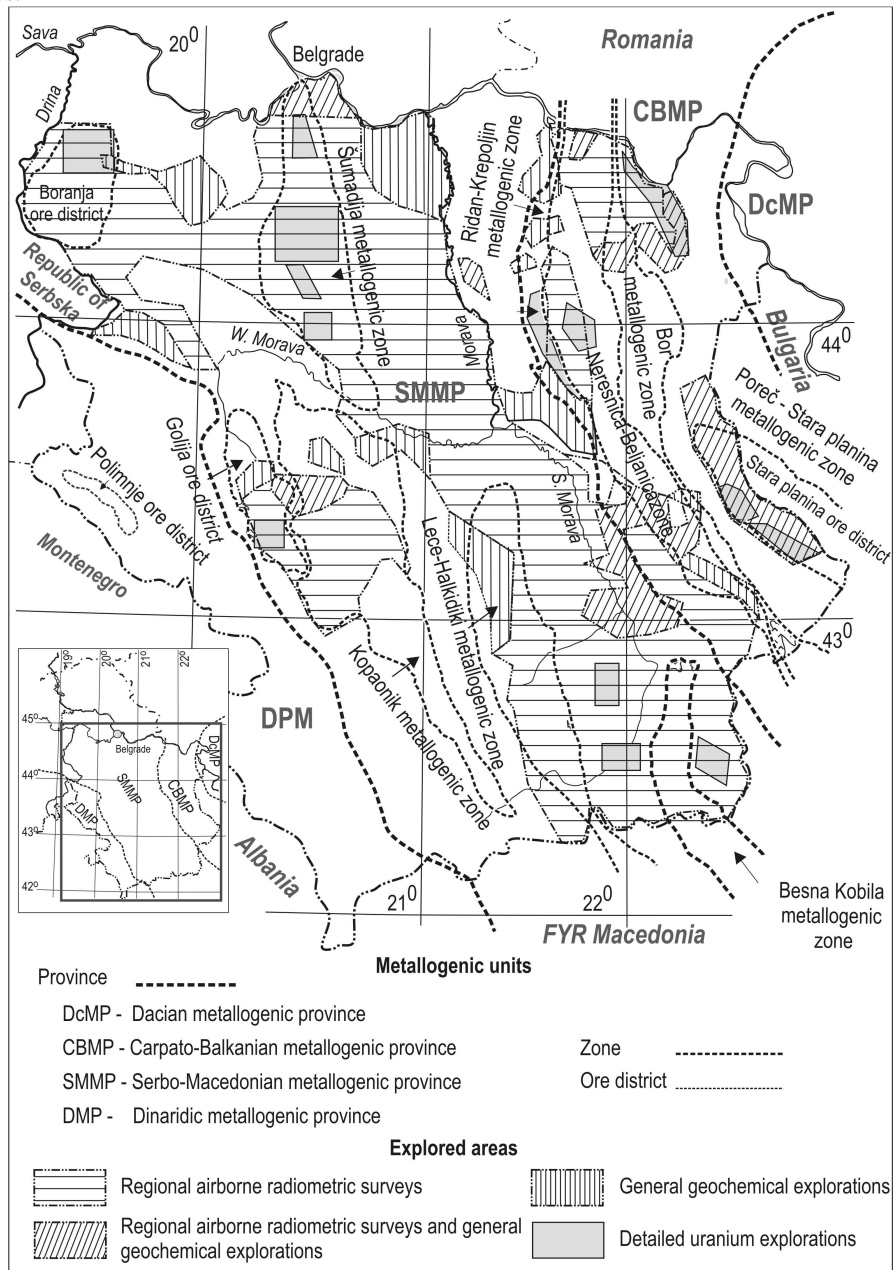 Sava
20⁰
Belgrade
Romania
Drina
CBMP
DcMP
Ridan-Krepoljin
metallogenic zone
Šumadija metallogenic zone
Boranja
ore district
Republic of
Serbska
W. Morava
Morava
Bor
metallogenic zone
Neresnica-Beljanicazone
44⁰
Bulgaria
SMMP
Poreč - Stara planina
metallogenic zone
Stara planina ore district
Golija ore district
Polimnje ore district
Montenegro
S. Morava
Lece-Halkidiki metallogenic zone
43⁰
Kopaonik metallogenic zone
DPM
Albania
21⁰
22⁰
FYR Macedonia
Besna Kobila
metallogenic
zone
19⁰
20⁰
21⁰
22⁰
45⁰
Belgrade
DcMP
44⁰
SMMP
CBMP
DMP
43⁰
42⁰
Metallogenic units
Province
DcMP - Dacian metallogenic province
CBMP - Carpato-Balkanian metallogenic province
Zone
SMMP - Serbo-Macedonian metallogenic province
Ore district
DMP - Dinaridic metallogenic province
Explored areas
Regional airborne radiometric surveys
General geochemical explorations
Regional airborne radiometric surveys and general
geochemical explorations
Detailed uranium explorations